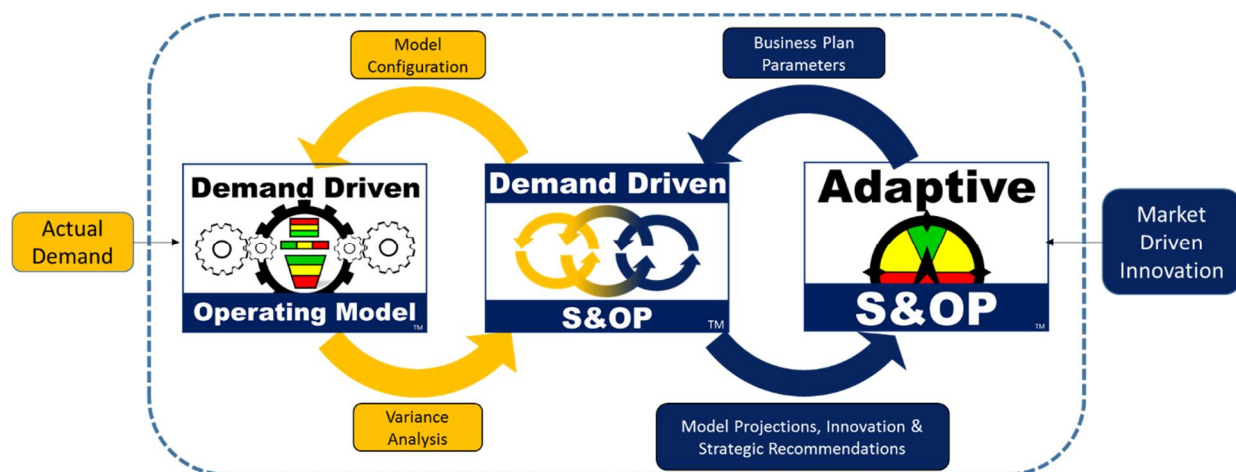 Model
Configuration
Business Plan
Parameters
Actual
Demand
Demand Driven
Operating Model
TM
Demand Driven
S&OP
TM
Adaptive
S&OP
TM
Market
Driven
Innovation
Variance
Analysis
Model Projections, Innovation &
Strategic Recommendations